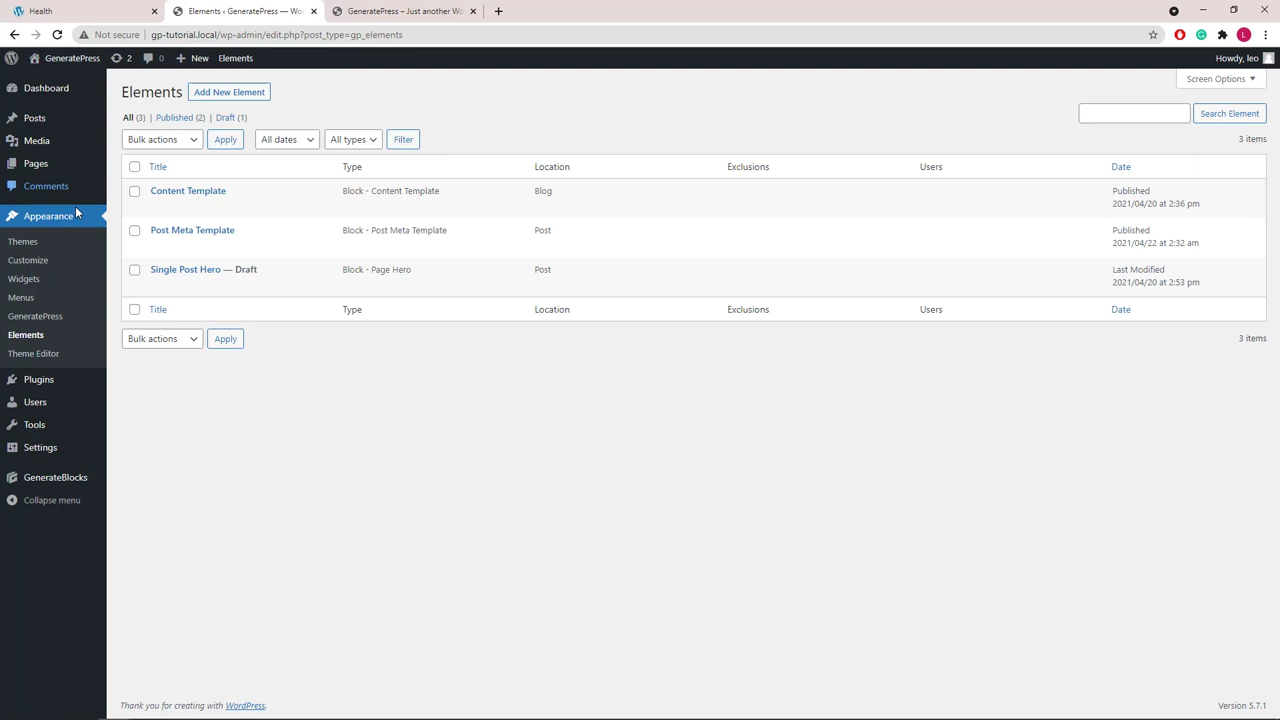 Health
Elements ‹ GeneratePress — Wo
GeneratePress – Just another Wo
Not secure
gp-tutorial.local/wp-admin/edit.php?post_type=gp_elements
L
GeneratePress
2
0
New
Elements
Howdy, leo
Dashboard
Posts
Media
Pages
Comments
Appearance
Themes
Customize
Widgets
Menus
GeneratePress
Elements
Theme Editor
Plugins
Users
Tools
Settings
GenerateBlocks
Collapse menu
Screen Options
Elements
Add New Element
All (3) | Published (2) | Draft (1)
Search Element
Bulk actions
Apply
All dates
All types
Filter
3 items
Title Type Location Exclusions Users Date
Content Template Block - Content Template Blog Published
2021/04/20 at 2:36 pm
Post Meta Template Block - Post Meta Template Post Published
2021/04/22 at 2:32 am
Single Post Hero — Draft Block - Page Hero Post Last Modified
2021/04/20 at 2:53 pm
Title Type Location Exclusions Users Date
Bulk actions
Apply
3 items
Thank you for creating with WordPress.
Version 5.7.1